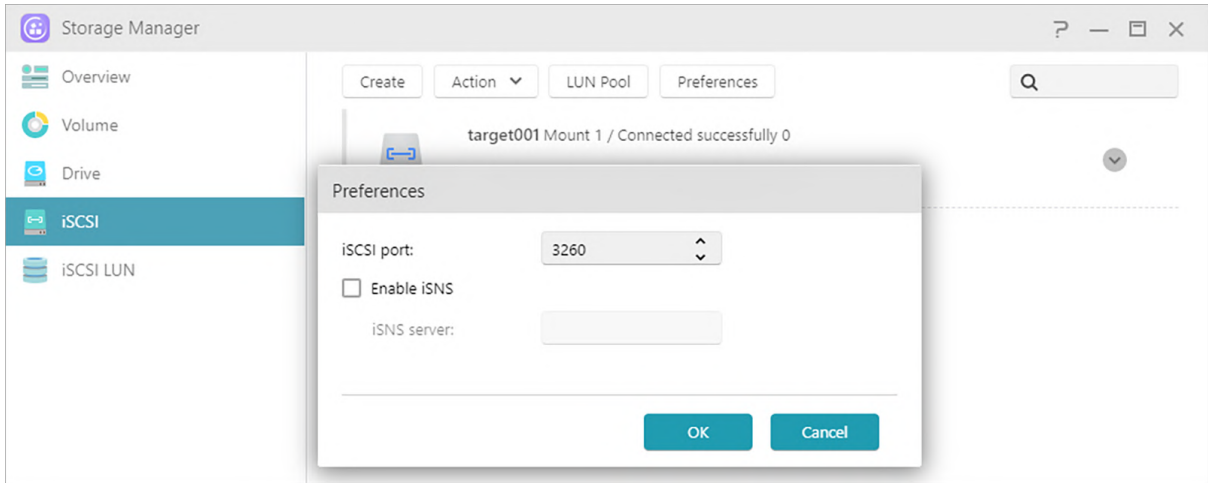 Storage Manager
Overview
Volume
Drive
iSCSI
iSCSI LUN
Create Action LUN Pool Preferences
target001 Mount 1 / Connected successfully 0
Preferences
iSCSI port: 3260
Enable iSNS
iSNS server:
OK Cancel